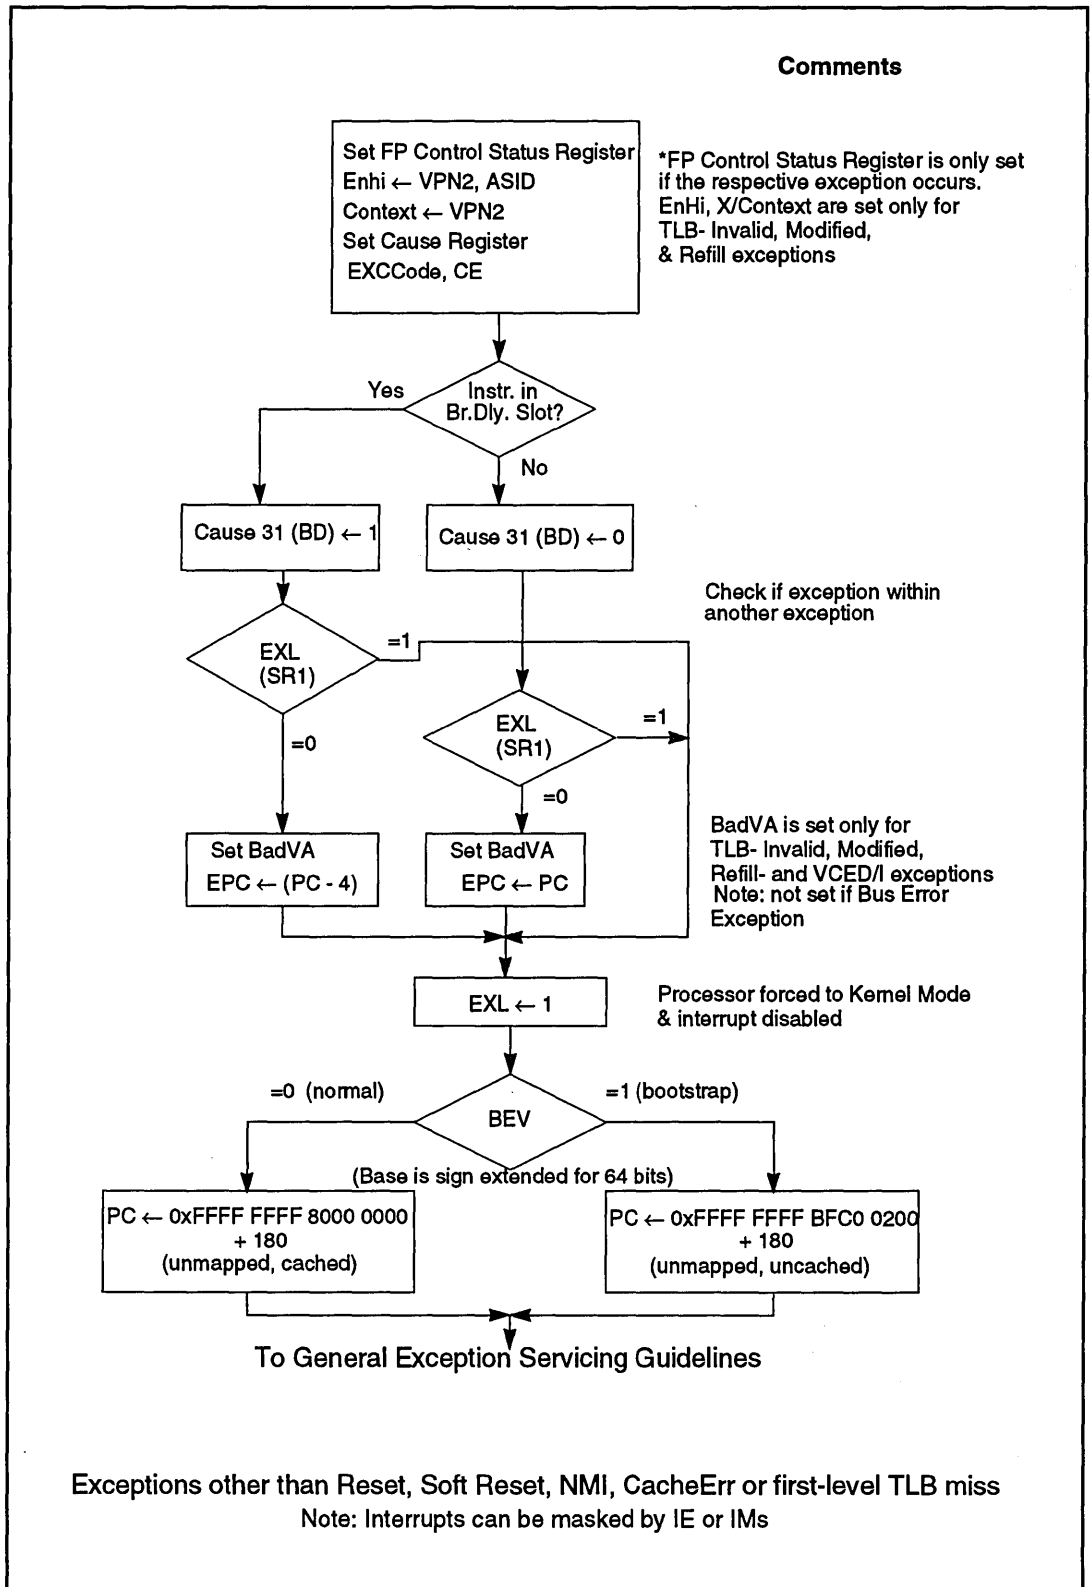 Comments
Set FP Control Status Register
Enhi ← VPN2, ASID
Context ← VPN2
Set Cause Register
EXCCode, CE
*FP Control Status Register is only set
if the respective exception occurs.
EnHi, X/Context are set only for
TLB- Invalid, Modified,
& Refill exceptions
Yes
Instr. in
Br.Dly. Slot?
No
Cause 31 (BD) ← 1
Cause 31 (BD) ← 0
Check if exception within
another exception
=1
EXL
(SR1)
=0
EXL
(SR1)
=1
=0
Set BadVA
EPC ← (PC - 4)
Set BadVA
EPC ← PC
BadVA is set only for
TLB- Invalid, Modified,
Refill- and VCED/I exceptions
Note: not set if Bus Error
Exception
EXL ← 1
Processor forced to Kernel Mode
& interrupt disabled
=0 (normal)
=1 (bootstrap)
BEV
(Base is sign extended for 64 bits)
PC ← 0xFFFF FFFF 8000 0000
+ 180
(unmapped, cached)
PC ← 0xFFFF FFFF BFC0 0200
+ 180
(unmapped, uncached)
To General Exception Servicing Guidelines
Exceptions other than Reset, Soft Reset, NMI, CacheErr or first-level TLB miss
Note: Interrupts can be masked by IE or IMs